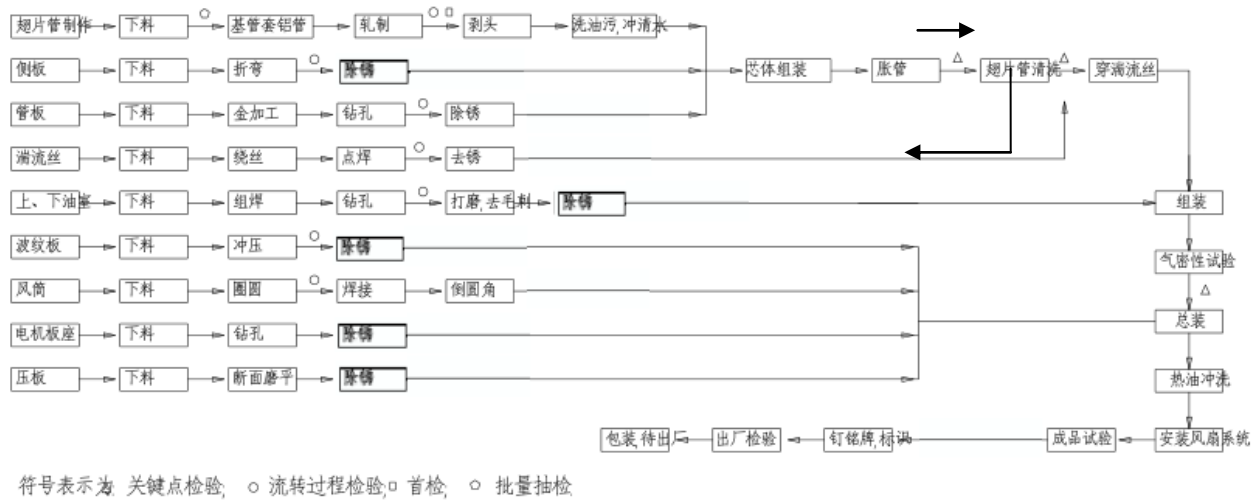 翅片管制作 下料 基管套铝管 轧制 剥头 洗油污,冲清水
侧板 下料 折弯 除锈 芯体组装 胀管 翅片管清洗 穿湍流丝
管板 下料 金加工 钻孔 除锈
湍流丝 下料 绕丝 点焊 去锈
上、下油室 下料 组焊 钻孔 打磨,去毛刺 除锈 组装
波纹板 下料 冲压 除锈
气密性试验
风筒 下料 圈圆 焊接 倒圆角
总装
电机板座 下料 钻孔 除锈
压板 下料 断面磨平 除锈 热油冲洗
包装,待出厂 出厂检验 钉铭牌,标识 成品试验 安装风扇系统
符号表示为 关键点检验, ○ 流转过程检验,□ 首检, ○ 批量抽检